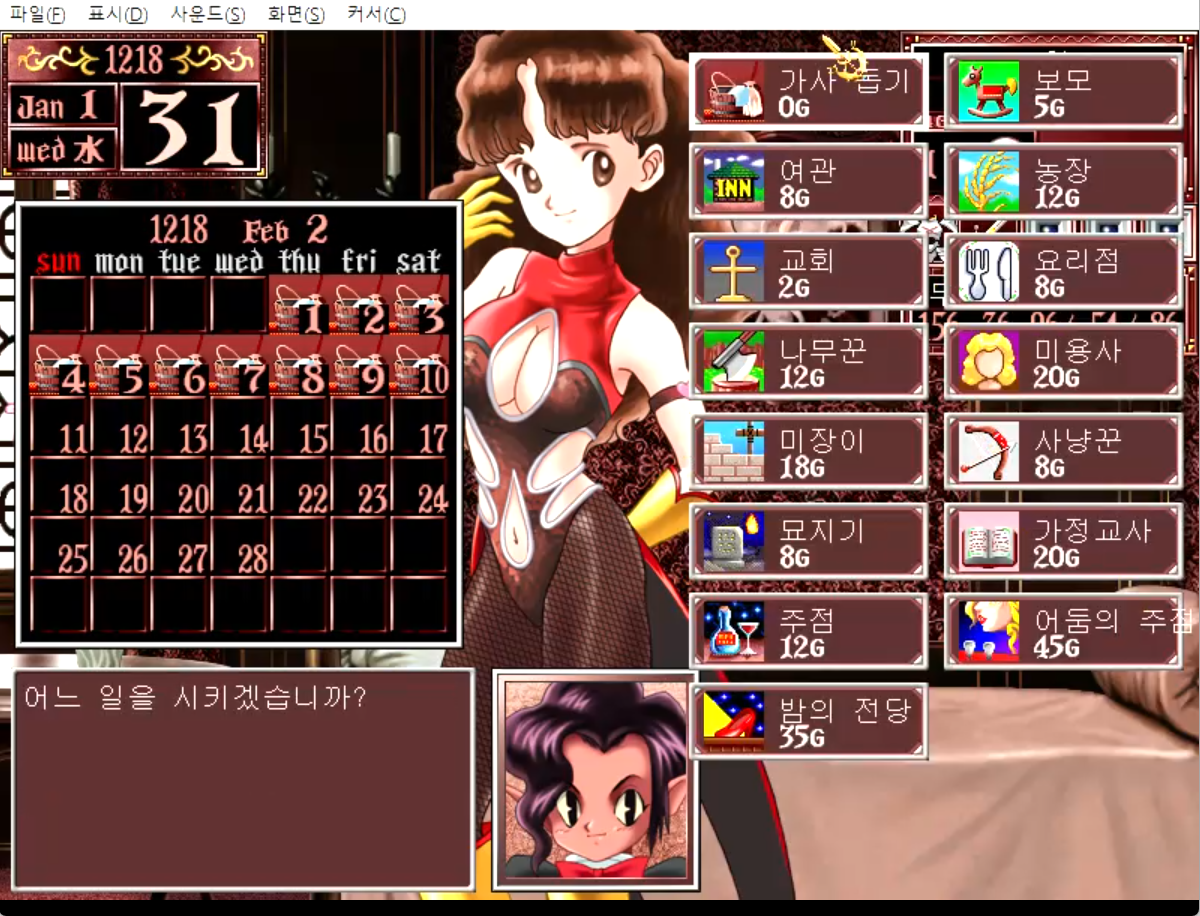 파일(F) 표시(D) 사운드(S) 화면(S) 커서(C)
1218
Jan 1
wed 水
31
1218 Feb 2
sun mon tue wed thu fri sat
1 2 3
4 5 6 7 8 9 10
11 12 13 14 15 16 17
18 19 20 21 22 23 24
25 26 27 28
가사 돕기
0G
보모
5G
INN
여관
8G
농장
12G
교회
2G
요리점
8G
나무꾼
12G
미용사
20G
미장이
18G
사냥꾼
8G
묘지기
8G
가정교사
20G
주점
12G
어둠의 주점
45G
밤의 전당
35G
어느 일을 시키겠습니까?